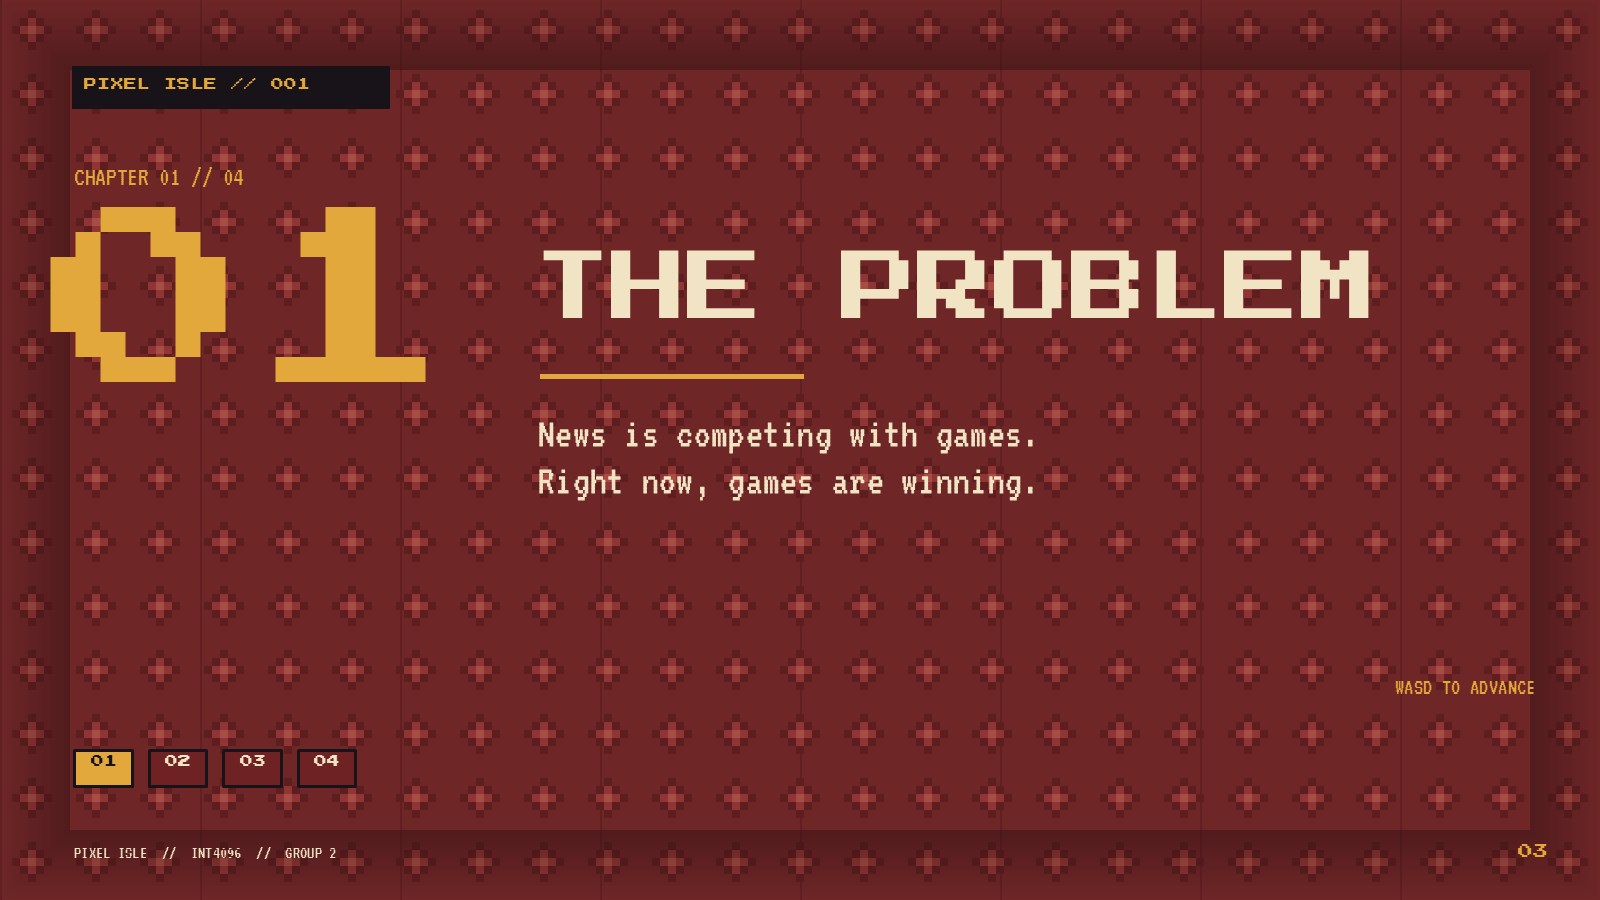 PIXEL ISLE // 001
CHAPTER 01 // 04
01
THE PROBLEM
News is competing with games.
Right now, games are winning.
WASD TO ADVANCE
01 02 03 04
PIXEL ISLE // INT4096 // GROUP 2
03